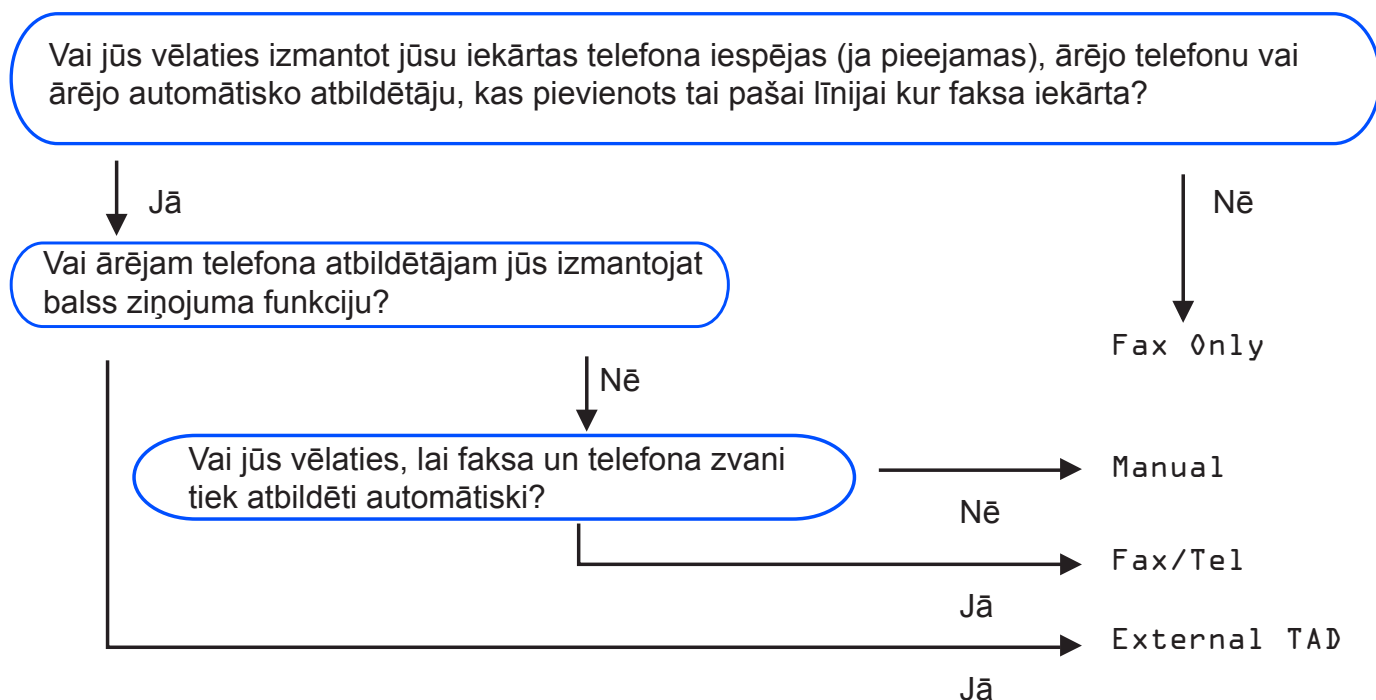 Vai jūs vēlaties izmantot jūsu iekārtas telefona iespējas (ja pieejamas), ārējo telefonu vai
ārējo automātisko atbildētāju, kas pievienots tai pašai līnijai kur faksa iekārta?
Jā
Nē
Vai ārējam telefona atbildētājam jūs izmantojat
balss ziņojuma funkciju?
Fax Only
Nē
Vai jūs vēlaties, lai faksa un telefona zvani
tiek atbildēti automātiski?
Manual
Nē
Fax/Tel
Jā
External TAD
Jā